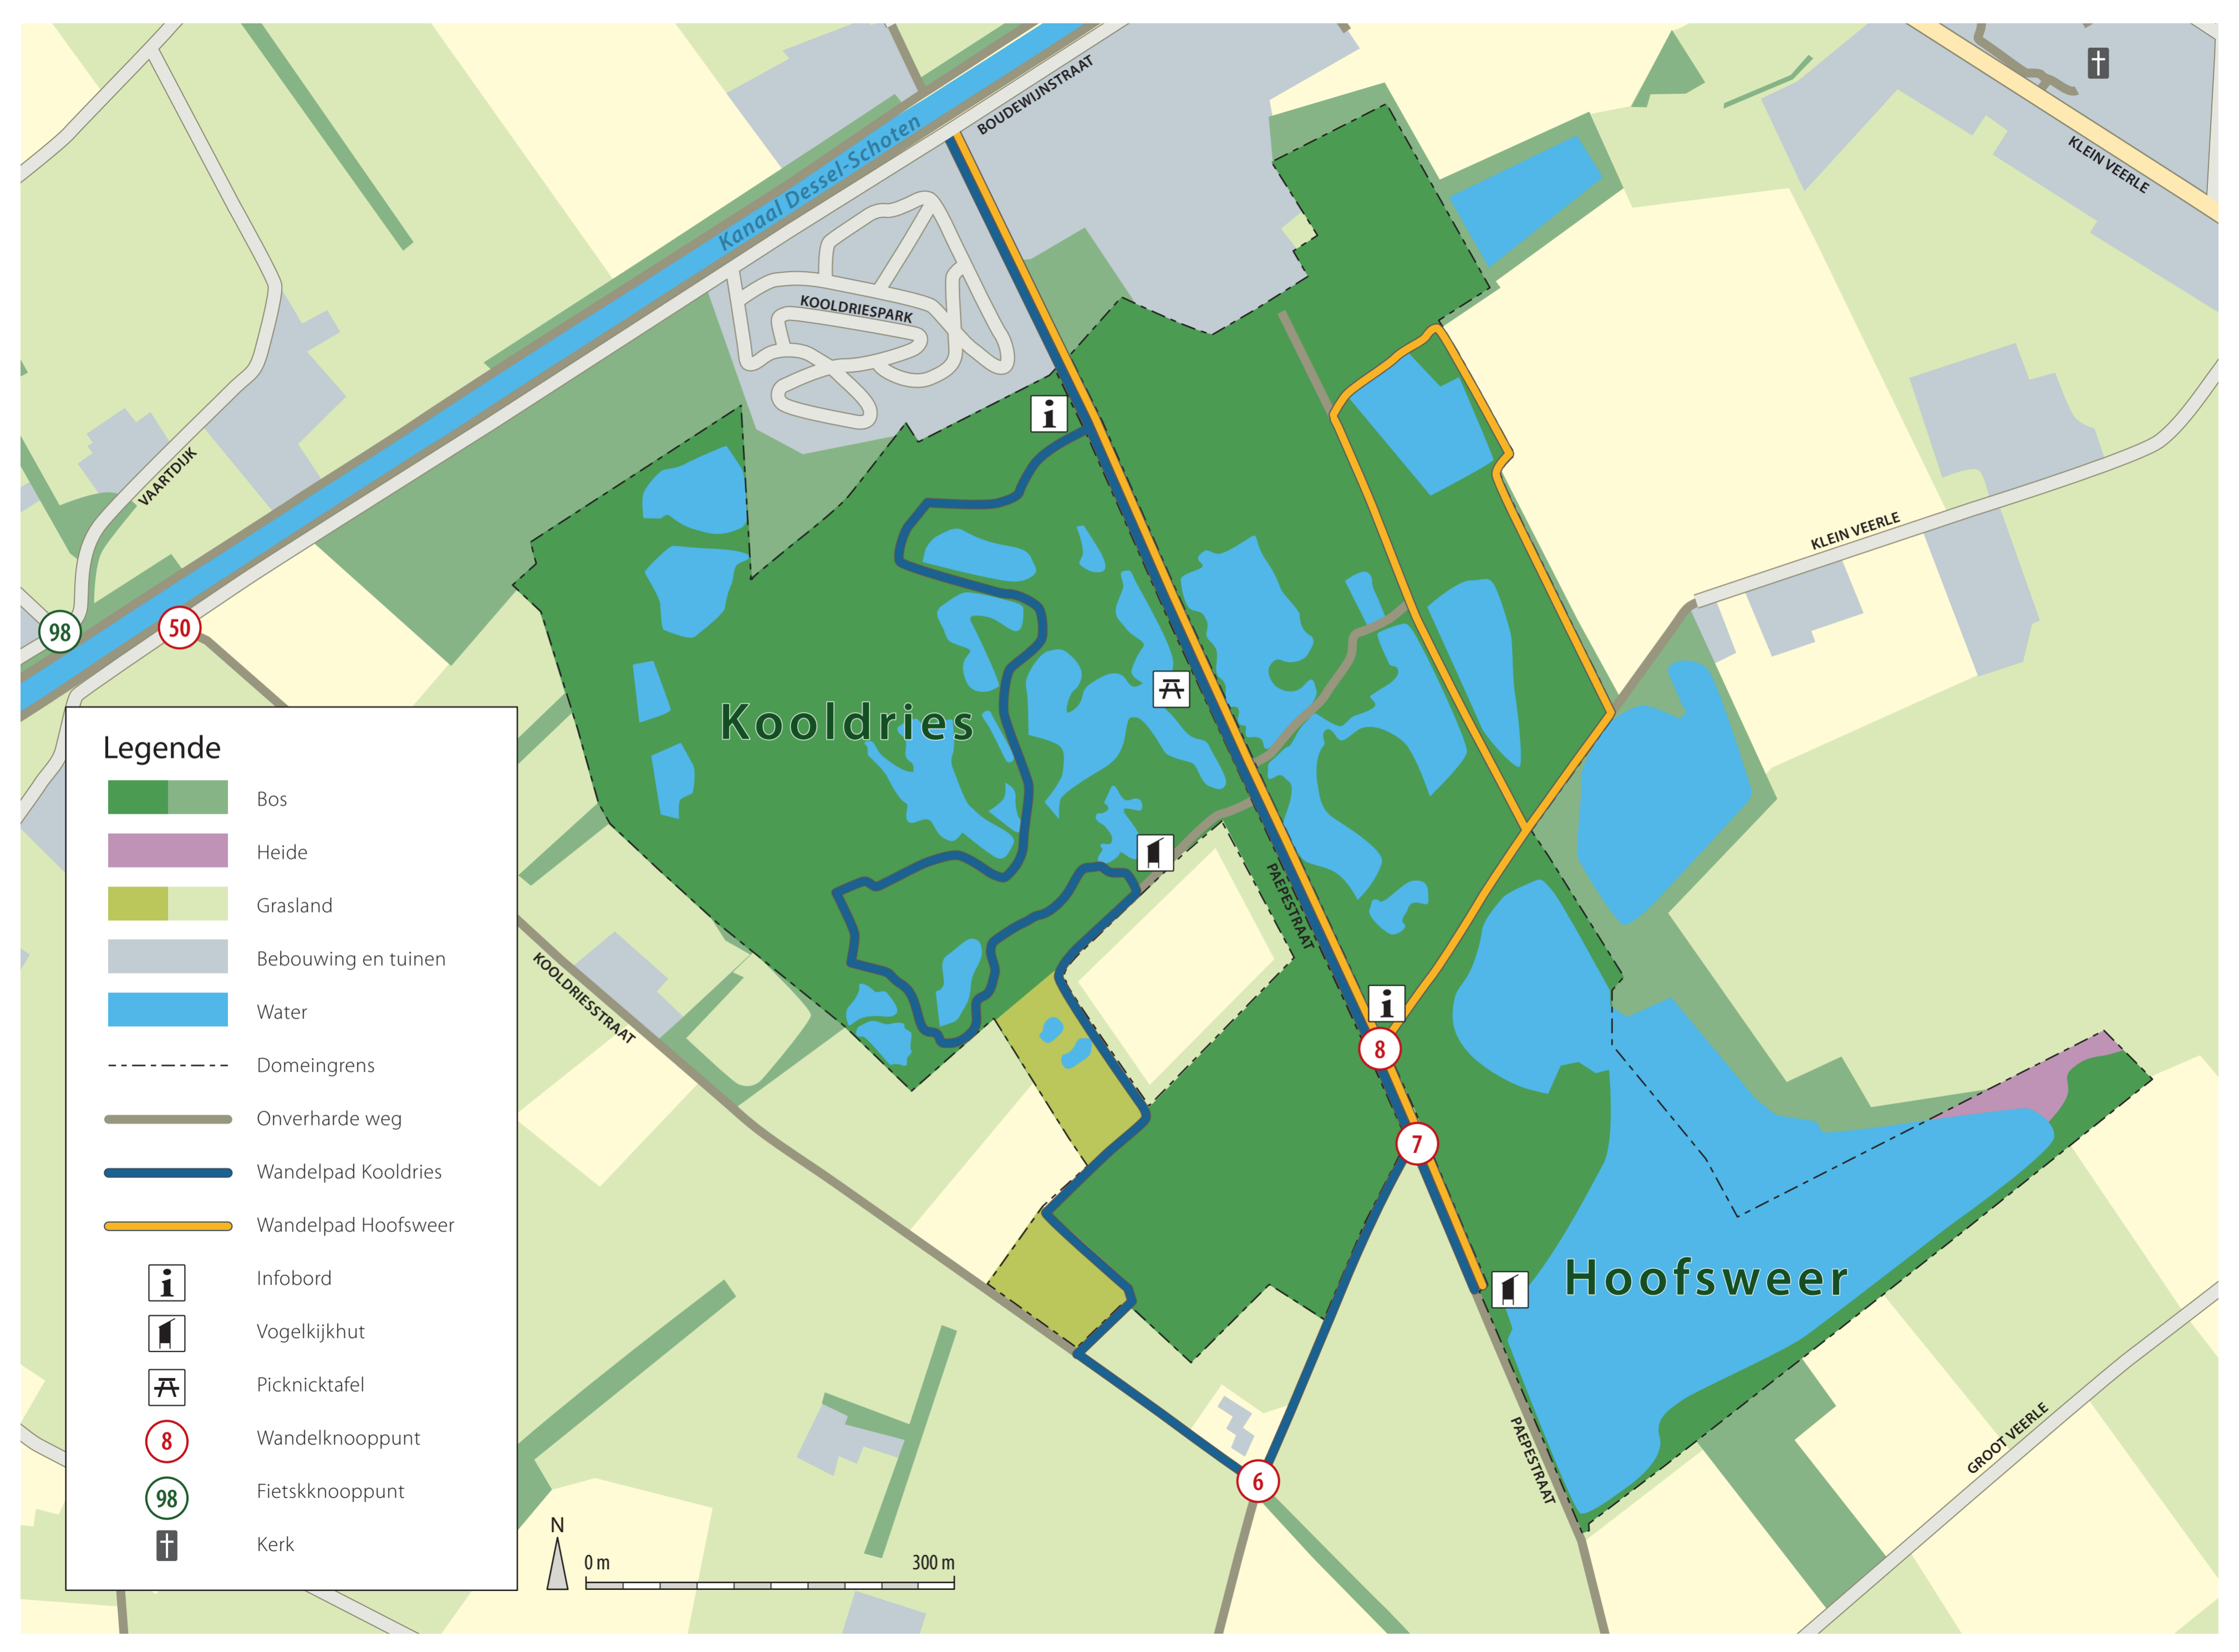 BOUDEWIJNSTRAAT
Kanaal Dessel-Schoten
KLEIN VEERLE
KOOLDRIESPARK
VAARTDIJK
KLEIN VEERLE
98
50
Kooldries
PAEPESTRAAT
KOOLDRIESSTRAAT
8
7
Hoofsweer
6
PAEPESTRAAT
GROOT VEERLE
Legende
Bos
Heide
Grasland
Bebouwing en tuinen
Water
Domeingrens
Onverharde weg
Wandelpad Kooldries
Wandelpad Hoofsweer
i Infobord
Vogelkijkhut
Picknicktafel
8 Wandelknooppunt
98 Fietskknooppunt
Kerk
N
0 m 300 m
i
i